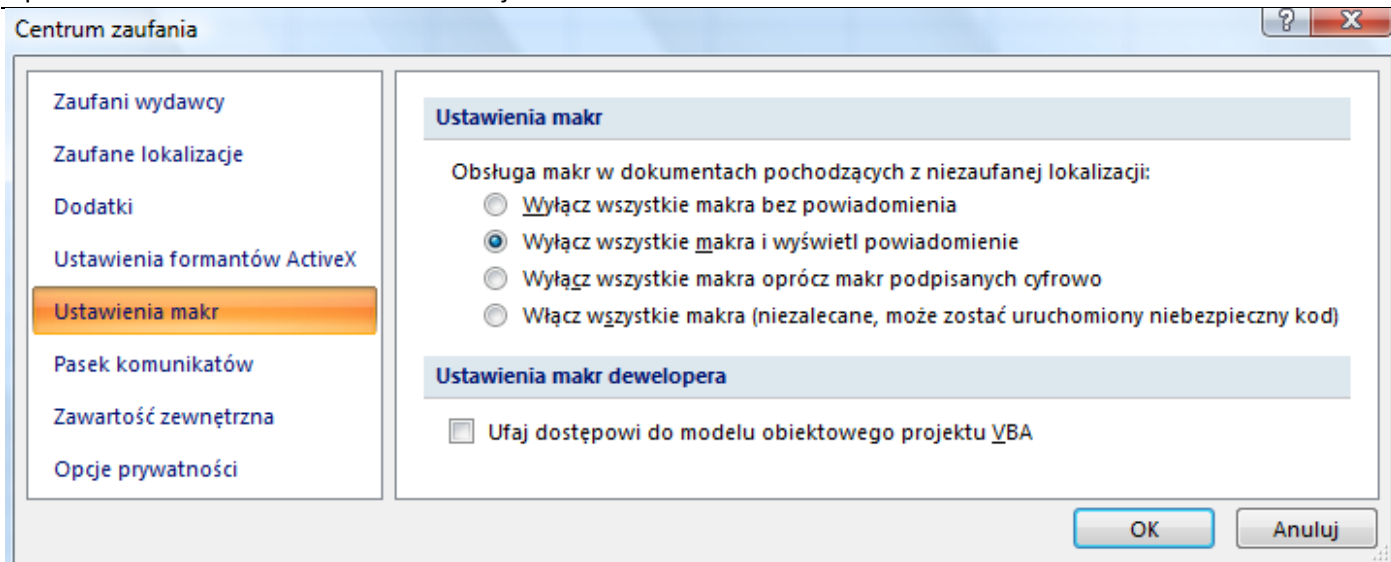 Centrum zaufania
Zaufani wydawcy
Zaufane lokalizacje
Dodatki
Ustawienia formantów ActiveX
Ustawienia makr
Pasek komunikatów
Zawartość zewnętrzna
Opcje prywatności
Ustawienia makr
Obsługa makr w dokumentach pochodzących z niezaufanej lokalizacji:
Wyłącz wszystkie makra bez powiadomienia
Wyłącz wszystkie makra i wyświetl powiadomienie
Wyłącz wszystkie makra oprócz makr podpisanych cyfrowo
Włącz wszystkie makra (niezalecane, może zostać uruchomiony niebezpieczny kod)
Ustawienia makr dewelopera
Ufaj dostępowi do modelu obiektowego projektu VBA
OK
Anuluj